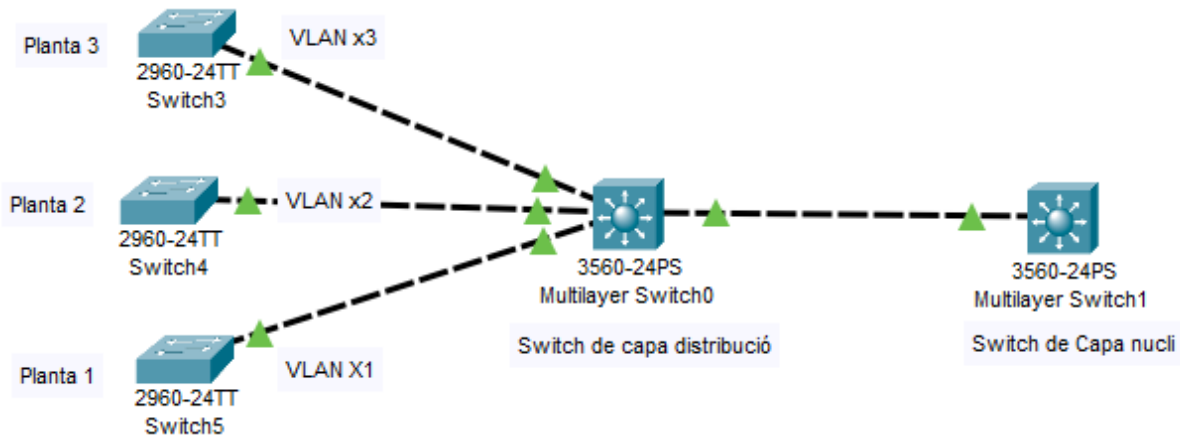 Planta 3
VLAN x3
2960-24TT
Switch3
Planta 2
VLAN x2
2960-24TT
Switch4
3560-24PS
Multilayer Switch0
3560-24PS
Multilayer Switch1
Switch de capa distribució
Switch de Capa nucli
Planta 1
VLAN X1
2960-24TT
Switch5